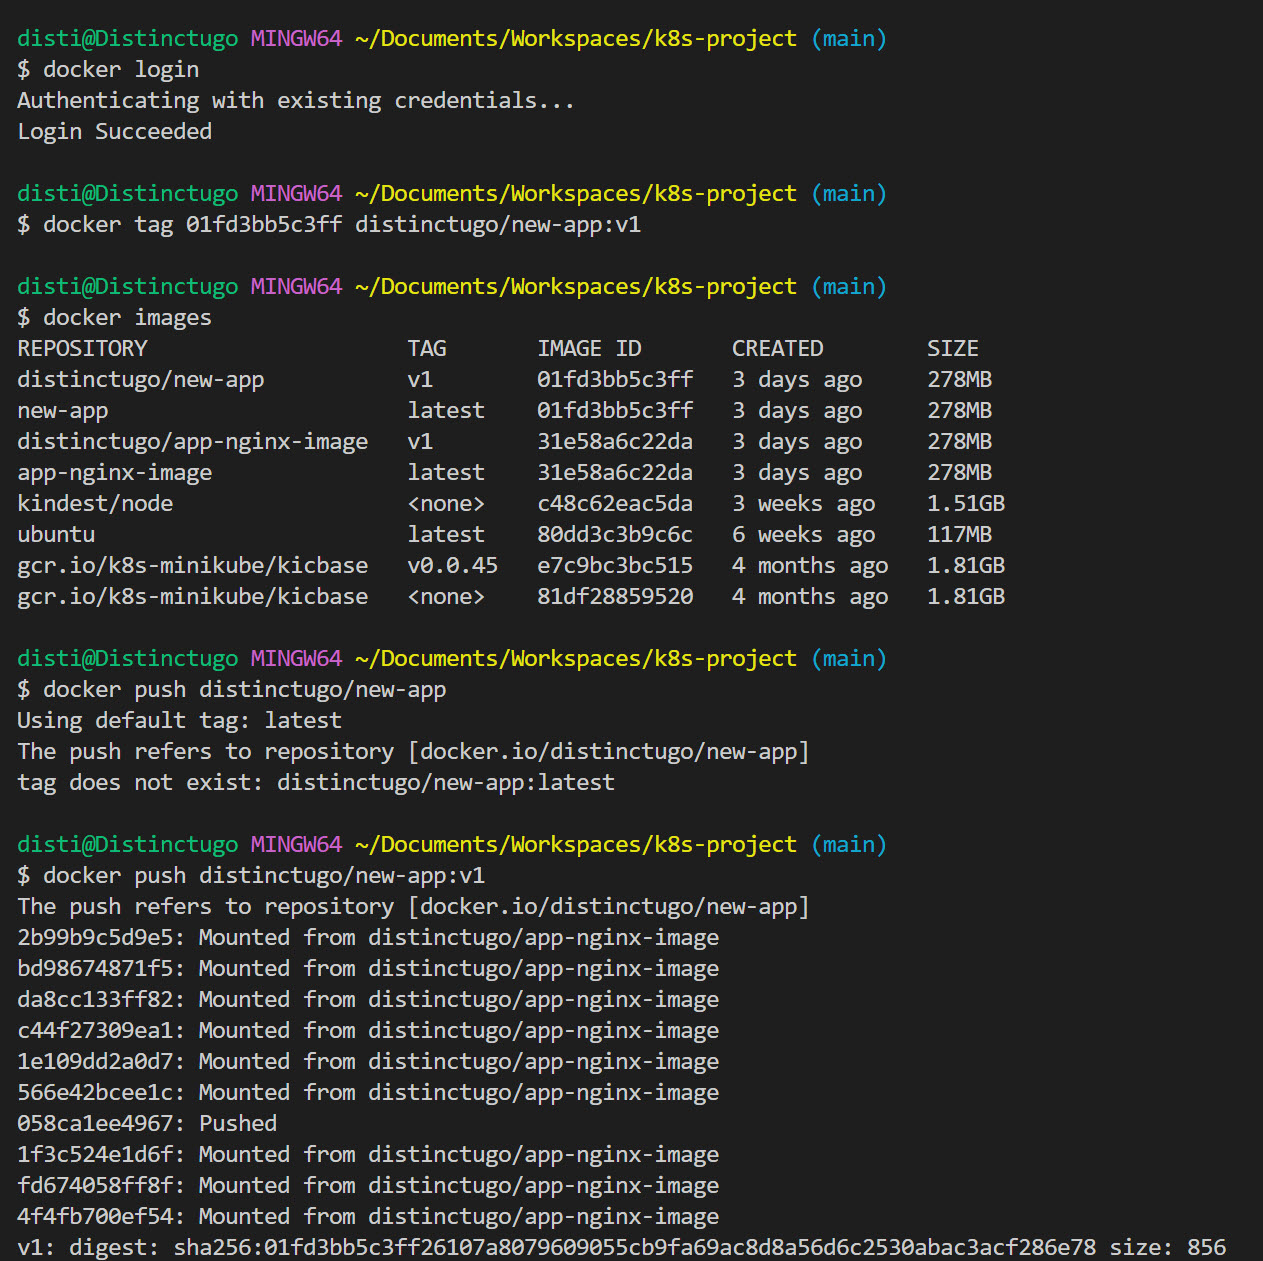 disti@Distinctugo MINGW64 ~/Documents/Workspaces/k8s-project (main)
$ docker login
Authenticating with existing credentials...
Login Succeeded
disti@Distinctugo MINGW64 ~/Documents/Workspaces/k8s-project (main)
$ docker tag 01fd3bb5c3ff distinctugo/new-app:v1
disti@Distinctugo MINGW64 ~/Documents/Workspaces/k8s-project (main)
$ docker images
REPOSITORY                    TAG       IMAGE ID       CREATED        SIZE
distinctugo/new-app           v1        01fd3bb5c3ff   3 days ago     278MB
new-app                       latest    01fd3bb5c3ff   3 days ago     278MB
distinctugo/app-nginx-image   v1        31e58a6c22da   3 days ago     278MB
app-nginx-image               latest    31e58a6c22da   3 days ago     278MB
kindest/node                  <none>    c48c62eac5da   3 weeks ago    1.51GB
ubuntu                        latest    80dd3c3b9c6c   6 weeks ago    117MB
gcr.io/k8s-minikube/kicbase   v0.0.45   e7c9bc3bc515   4 months ago   1.81GB
gcr.io/k8s-minikube/kicbase   <none>    81df28859520   4 months ago   1.81GB
disti@Distinctugo MINGW64 ~/Documents/Workspaces/k8s-project (main)
$ docker push distinctugo/new-app
Using default tag: latest
The push refers to repository [docker.io/distinctugo/new-app]
tag does not exist: distinctugo/new-app:latest
disti@Distinctugo MINGW64 ~/Documents/Workspaces/k8s-project (main)
$ docker push distinctugo/new-app:v1
The push refers to repository [docker.io/distinctugo/new-app]
2b99b9c5d9e5: Mounted from distinctugo/app-nginx-image
bd98674871f5: Mounted from distinctugo/app-nginx-image
da8cc133ff82: Mounted from distinctugo/app-nginx-image
c44f27309ea1: Mounted from distinctugo/app-nginx-image
1e109dd2a0d7: Mounted from distinctugo/app-nginx-image
566e42bcee1c: Mounted from distinctugo/app-nginx-image
058ca1ee4967: Pushed
1f3c524e1d6f: Mounted from distinctugo/app-nginx-image
fd674058ff8f: Mounted from distinctugo/app-nginx-image
4f4fb700ef54: Mounted from distinctugo/app-nginx-image
v1: digest: sha256:01fd3bb5c3ff26107a8079609055cb9fa69ac8d8a56d6c2530abac3acf286e78 size: 856